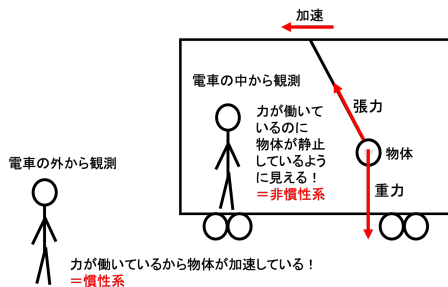 加速
電車の中から観測
力が働いて
いるのに
物体が静止
しているよう
に見える！
＝非慣性系
張力
物体
重力
電車の外から観測
力が働いているから物体が加速している！
＝慣性系